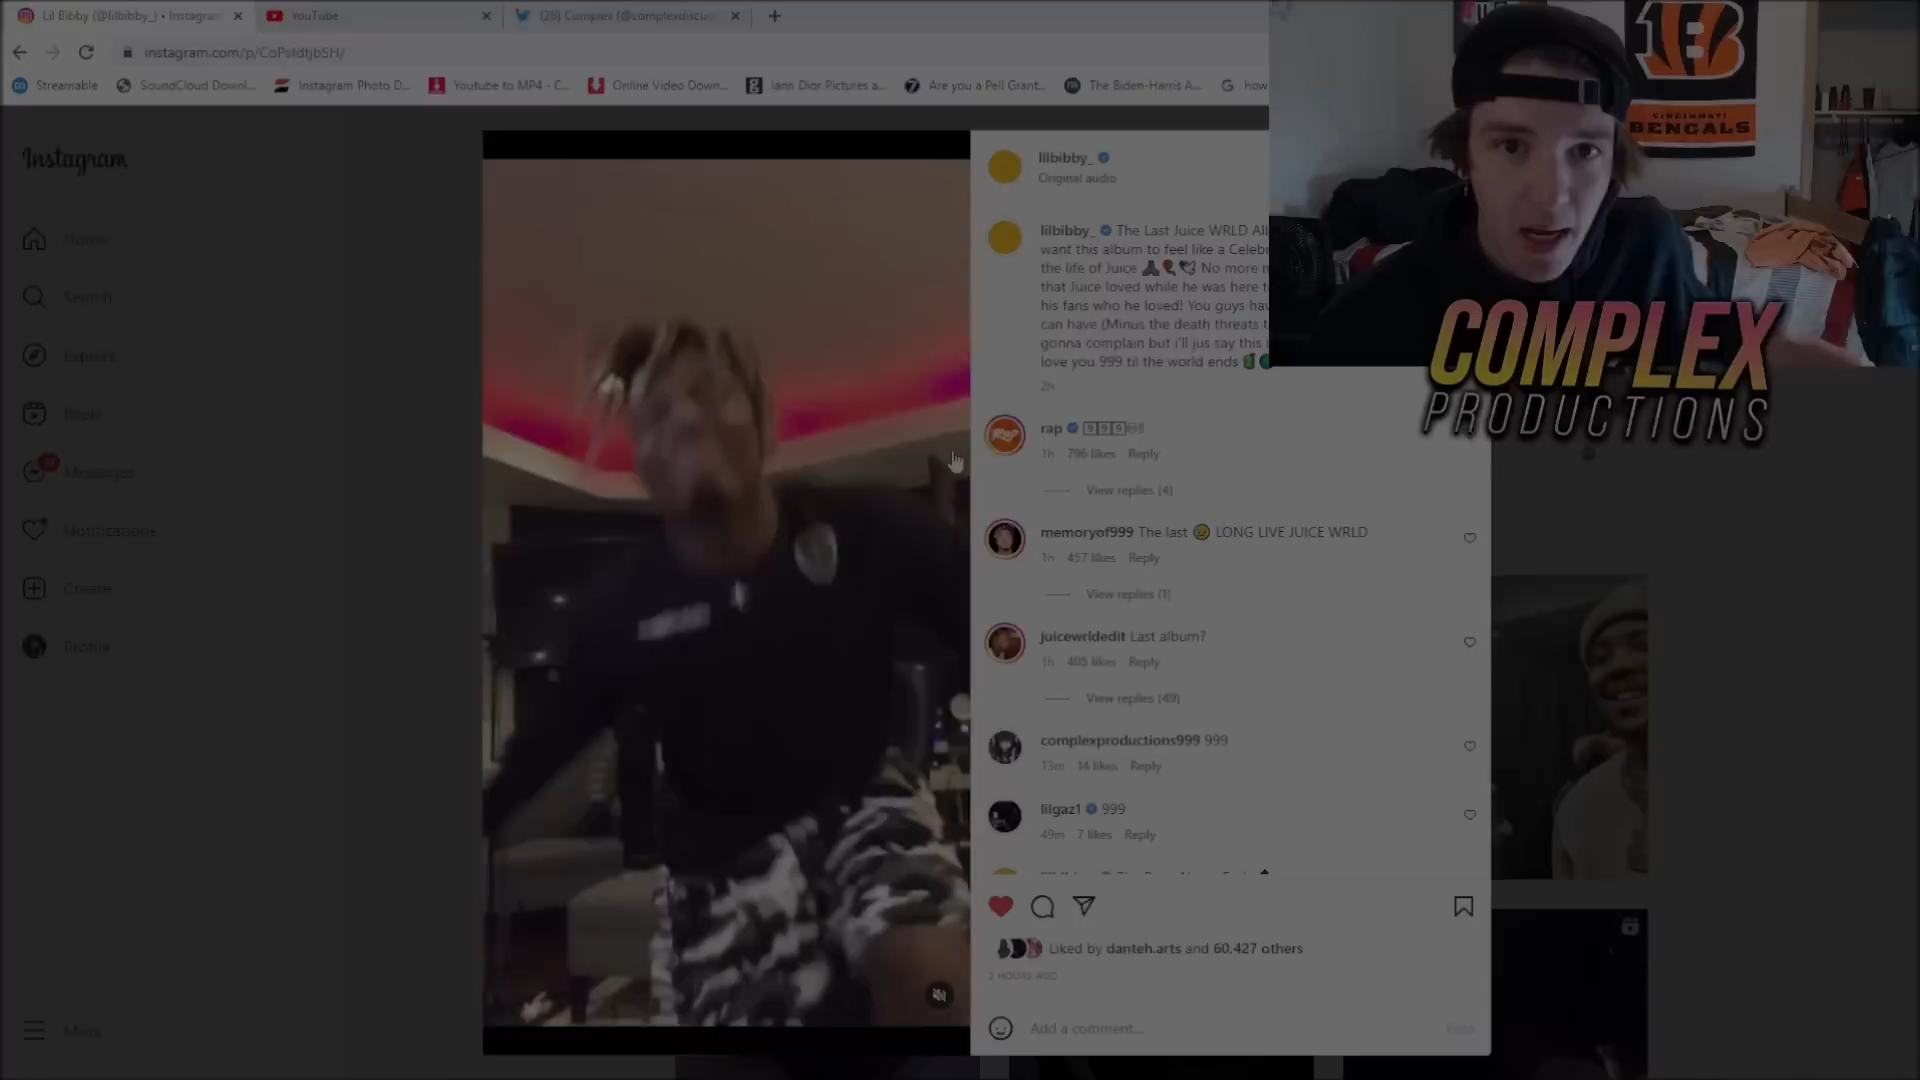 Lil Bibby (@lilbibby_) • Instagram
YouTube
(26) Complex (@complexdiscus
instagram.com/p/CoPstdtjbSH/
Streamable
SoundCloud Downl...
Instagram Photo D...
Youtube to MP4 - C...
Online Video Down...
Iann Dior Pictures a...
Are you a Pell Grant...
The Biden-Harris A...
how
B
CINCINNATI
BENGALS
COMPLEX
PRODUCTIONS
Instagram
Home
Search
Explore
Reels
Messages
Notifications
Create
Profile
More
lilbibby_
Original audio
lilbibby_ The Last Juice WRLD Al
want this album to feel like a Celebr
the life of Juice No more
that Juice loved while he was here
his fans who he loved! You guys hav
can have (Minus the death threats
gonna complain but i'll jus say this
love you 999 til the world ends
2h
rap 999
1h 796 likes Reply
View replies (4)
memoryof999 The last 😢 LONG LIVE JUICE WRLD
1h 457 likes Reply
View replies (1)
juicewrldedit Last album?
1h 405 likes Reply
View replies (49)
complexproductions999 999
13m 14 likes Reply
lilgaz1 999
49m 7 likes Reply
Liked by danteh.arts and 60,427 others
2 HOURS AGO
Add a comment...
Post